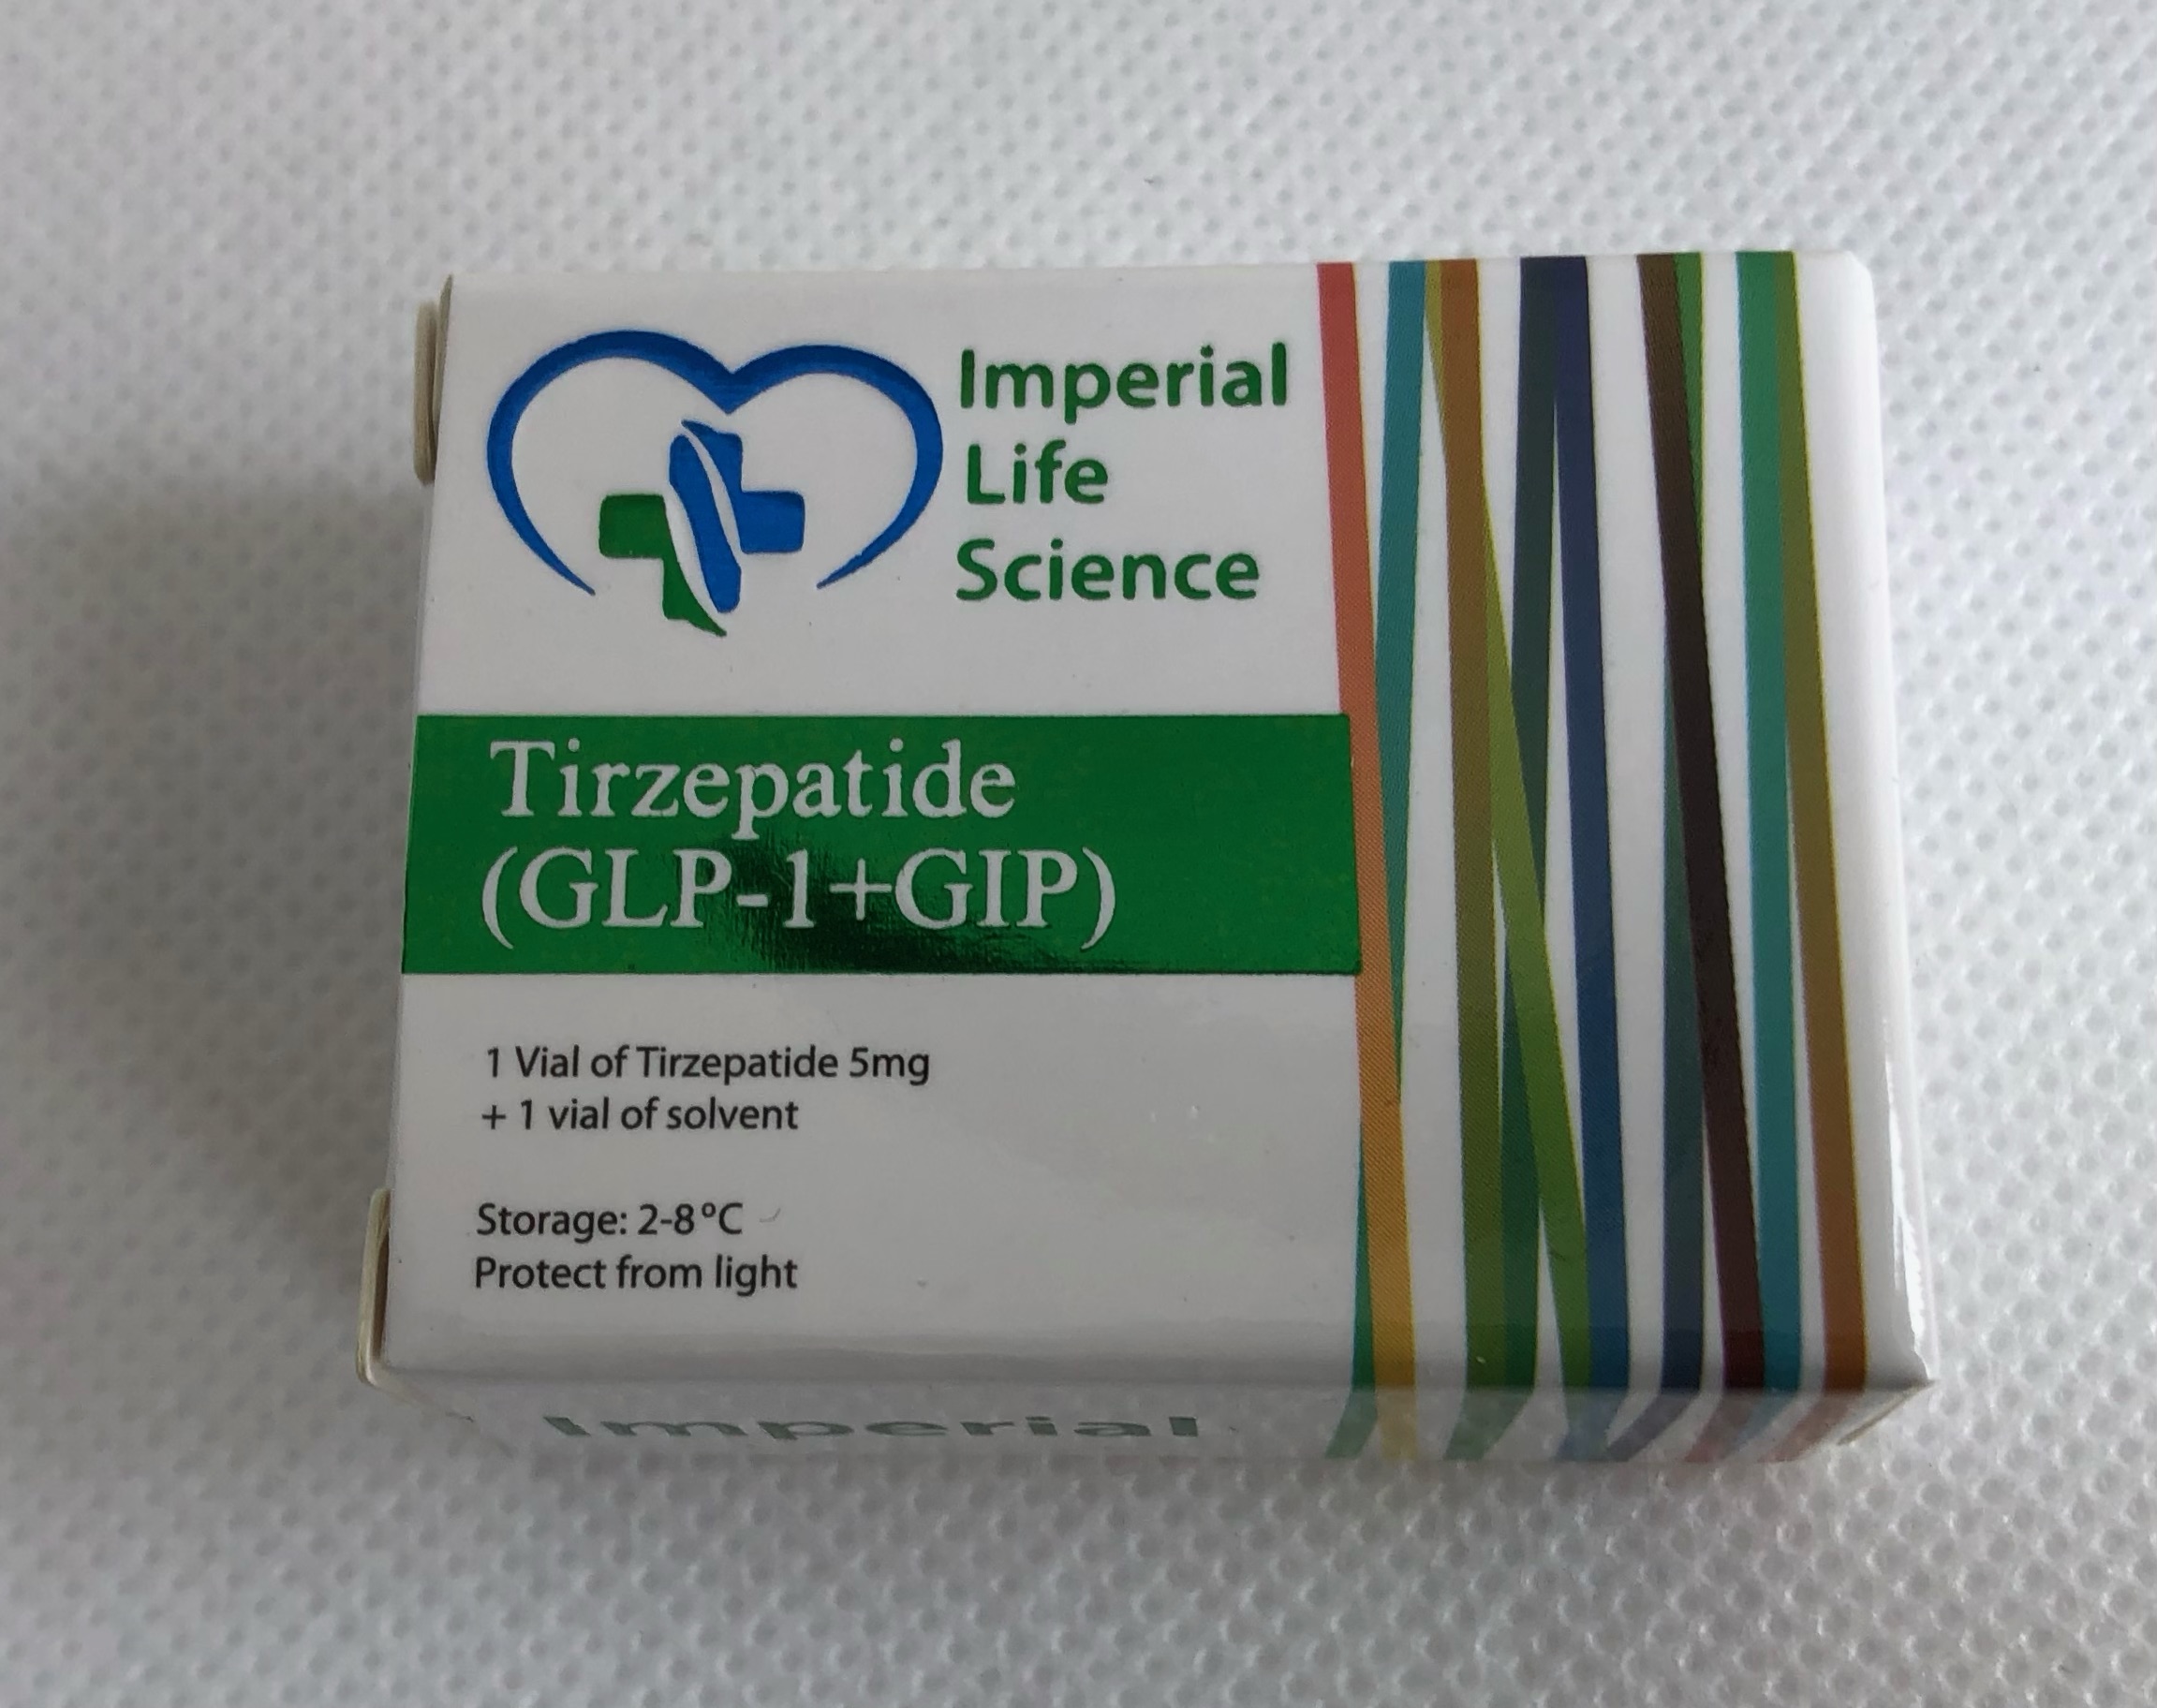 Imperial
Life
Science
Tirzepatide
(GLP-1+GIP)
1 Vial of Tirzepatide 5mg
+ 1 vial of solvent
Storage: 2-8°C
Protect from light
Imperial